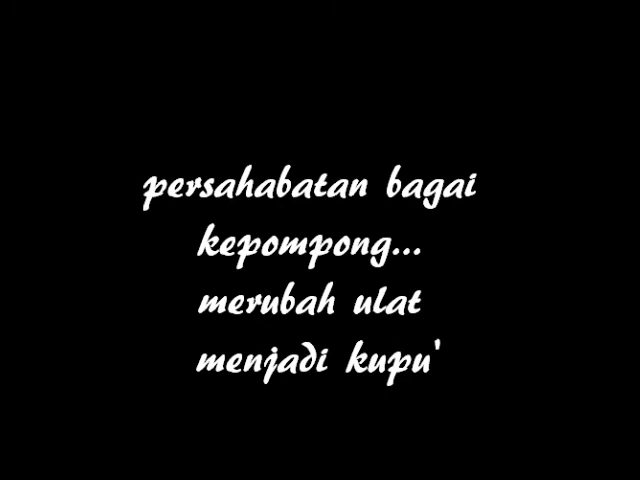 persahabatan bagai
kepompong...
merubah ulat
menjadi kupu'